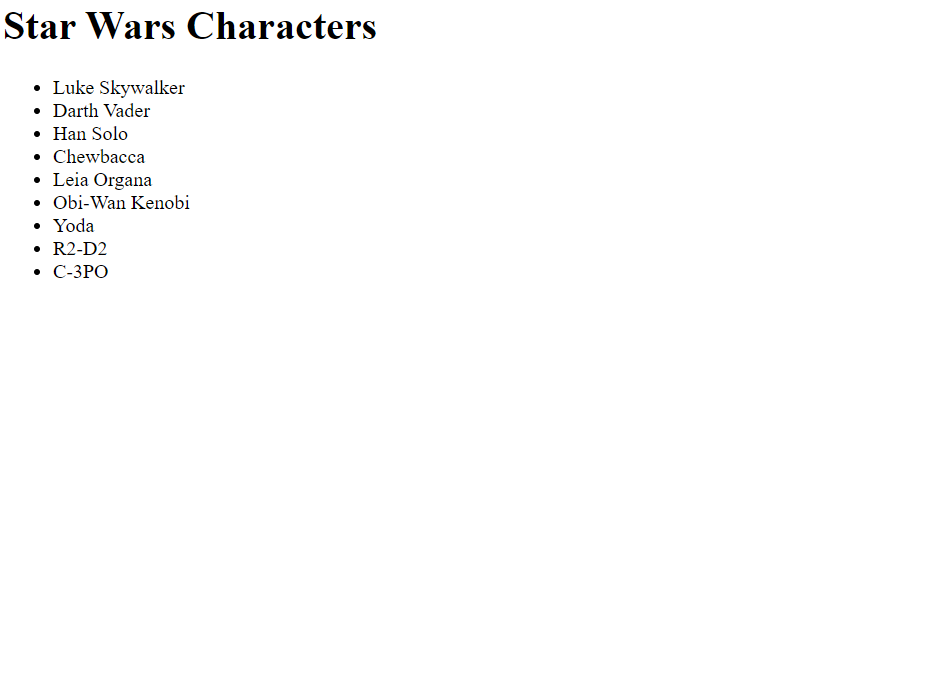 Star Wars Characters
Luke Skywalker
Darth Vader
Han Solo
Chewbacca
Leia Organa
Obi-Wan Kenobi
Yoda
R2-D2
C-3PO